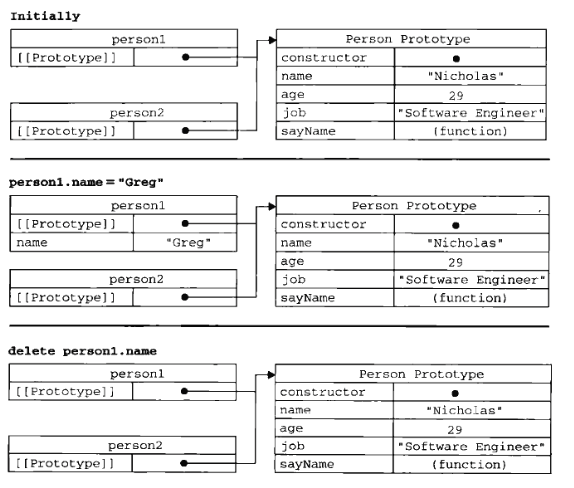 Initially
person1
[[Prototype]]
person2
[[Prototype]]
Person Prototype
constructor
name "Nicholas"
age 29
job "Software Engineer"
sayName (function)
person1.name = "Greg"
person1
[[Prototype]]
name "Greg"
person2
[[Prototype]]
Person Prototype
constructor
name "Nicholas"
age 29
job "Software Engineer"
sayName (function)
delete person1.name
person1
[[Prototype]]
person2
[[Prototype]]
Person Prototype
constructor
name "Nicholas"
age 29
job "Software Engineer"
sayName (function)